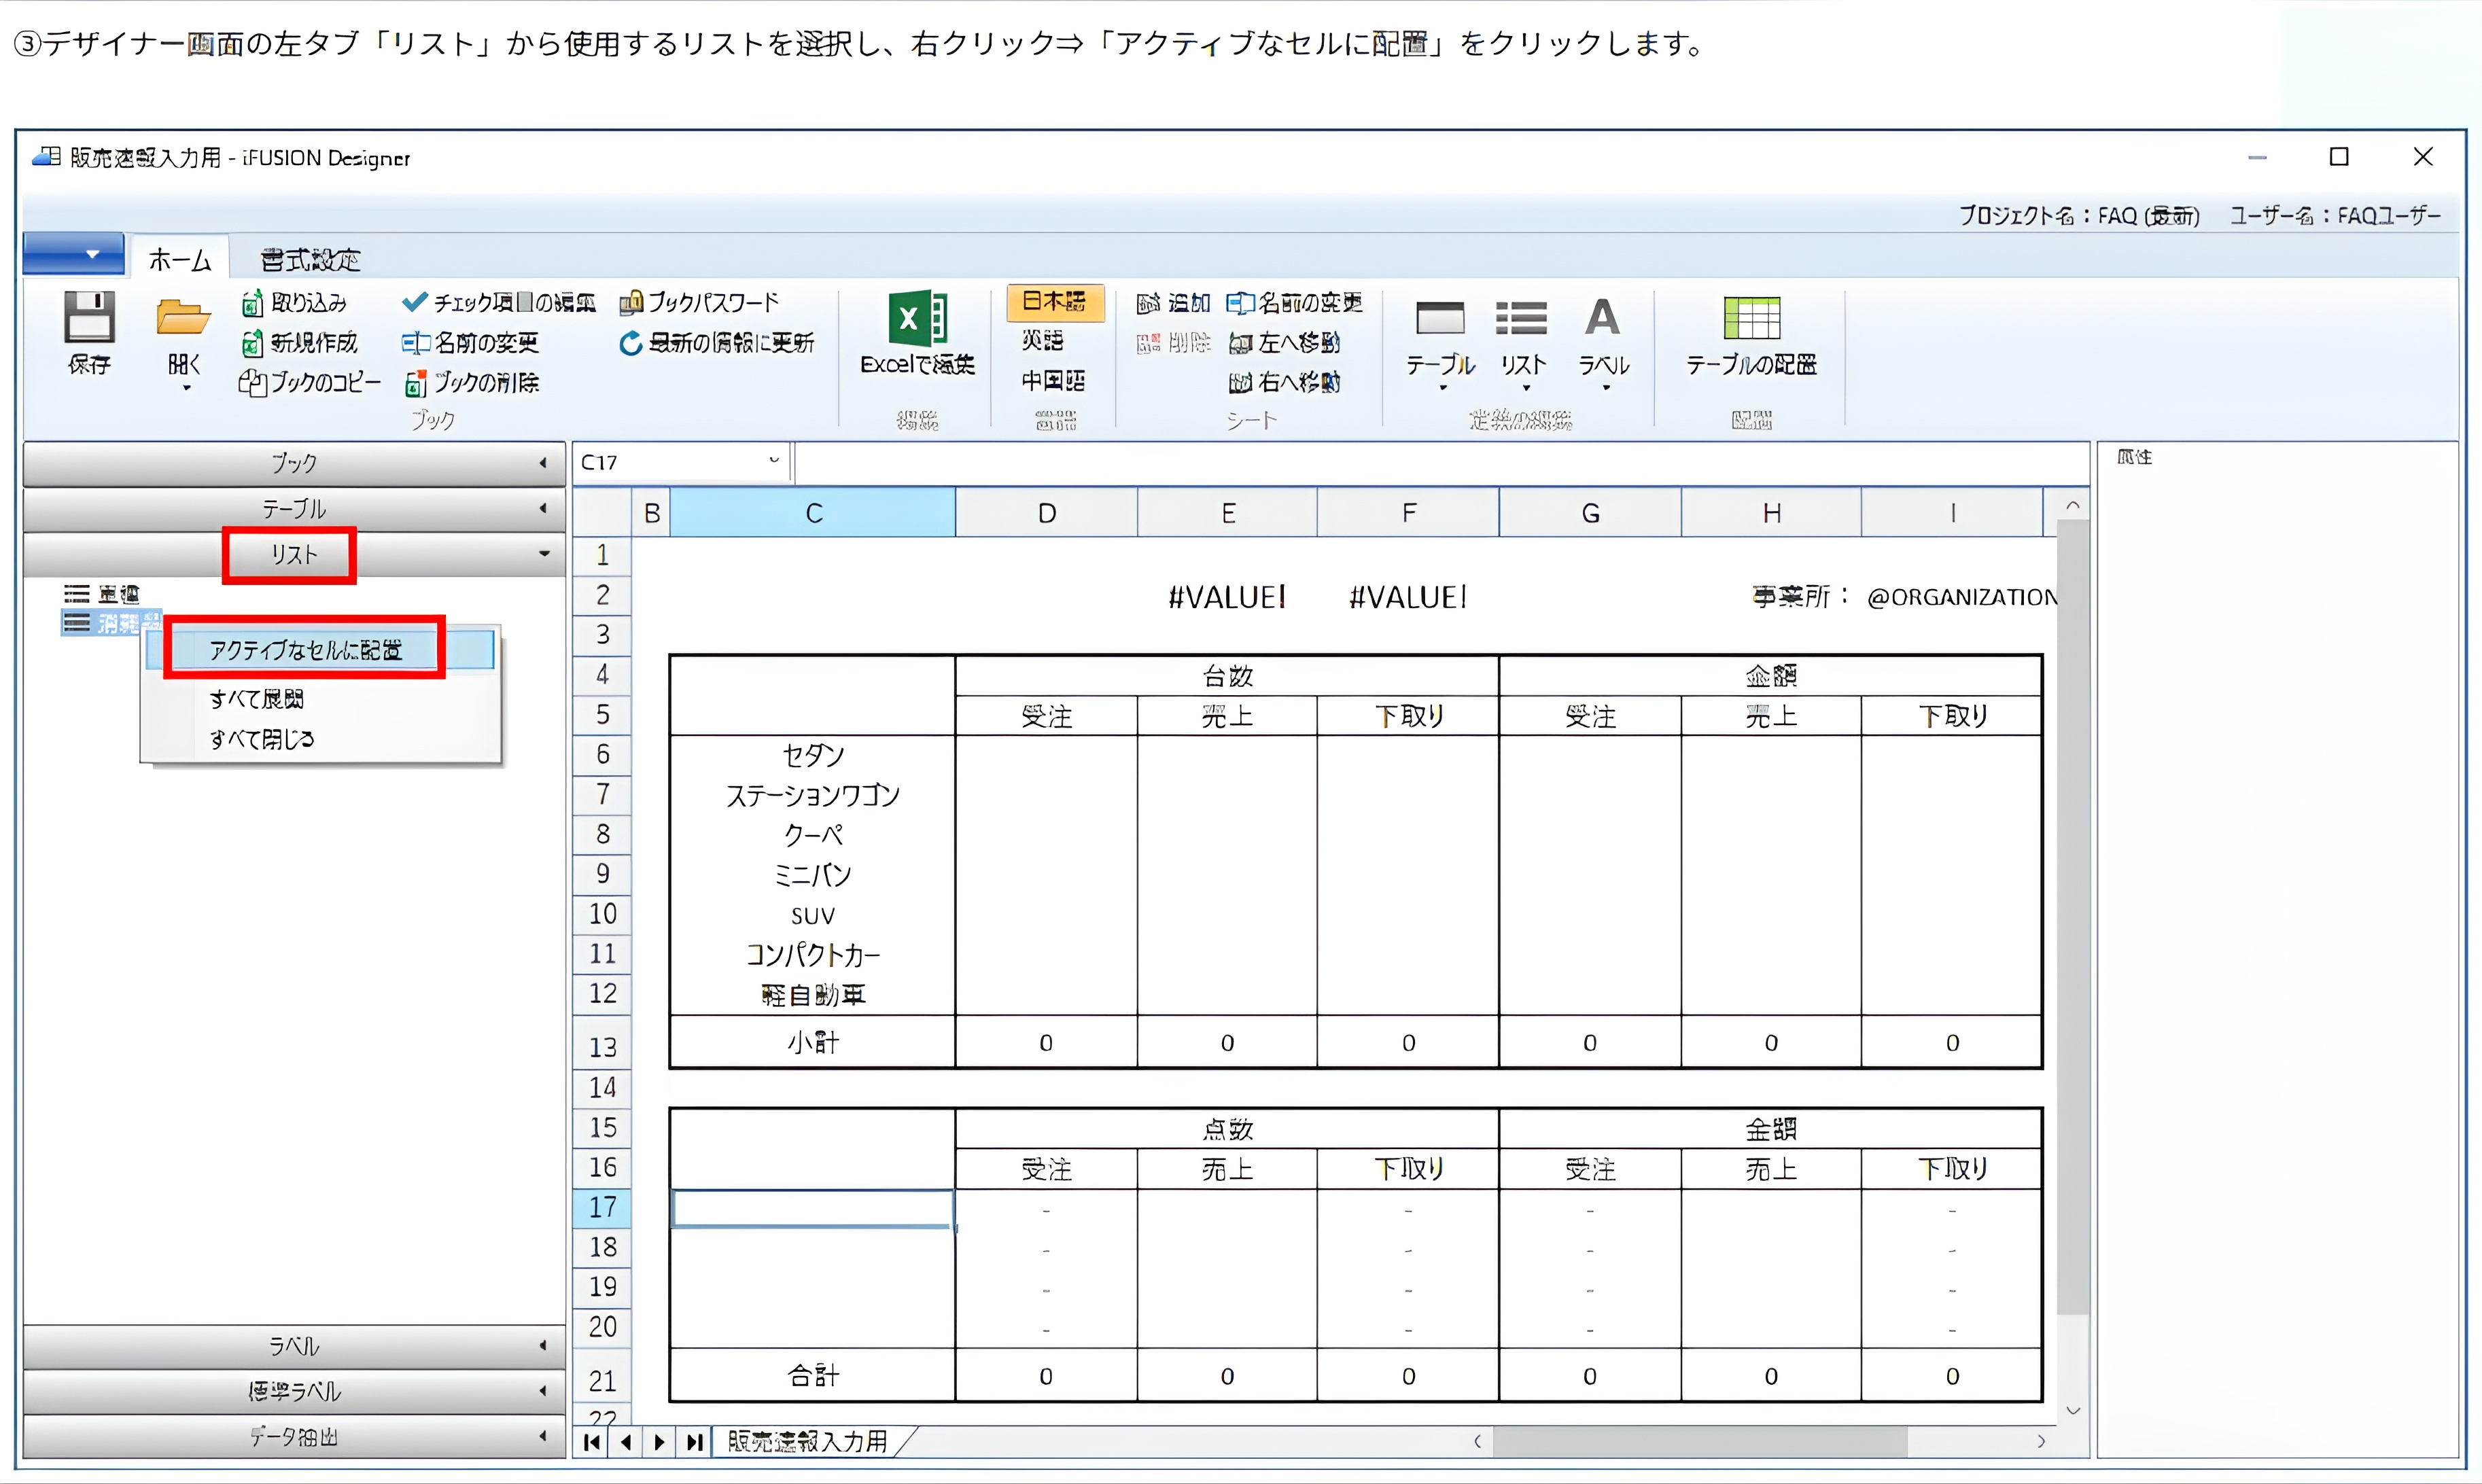 ③デザイナー画面の左タブ「リスト」から使用するリストを選択し、右クリック⇒「アクティブなセルに配置」をクリックします。
販売速報入力用 - iFUSION Designer
プロジェクト名：FAQ (最新) ユーザー名：FAQユーザー
ホーム 書式設定
保存 開く
取り込み チェック項目の編集 ブックパスワード
新規作成 名前の変更 最新の情報に更新
ブックのコピー ブックの削除
ブック
Excelで編集
日本語
英語
中国語
追加 名前の変更
削除 左へ移動
右へ移動
シート
テーブル リスト ラベル
テーブルの配置
ブック
テーブル
リスト
アクティブなセルに配置
すべて展開
すべて閉じる
ラベル
標準ラベル
データ抽出
C17
属性
B C D E F G H I
1
2 #VALUE! #VALUE! 事業所： @ORGANIZATION
3
4 台数 金額
5 受注 売上 下取り 受注 売上 下取り
6 セダン
7 ステーションワゴン
8 クーペ
9 ミニバン
10 SUV
11 コンパクトカー
12 軽自動車
13 小計 0 0 0 0 0 0
14
15 点数 金額
16 受注 売上 下取り 受注 売上 下取り
17 - - - -
18 - - - -
19 - - - -
20 - - - -
21 合計 0 0 0 0 0 0
22
販売速報入力用